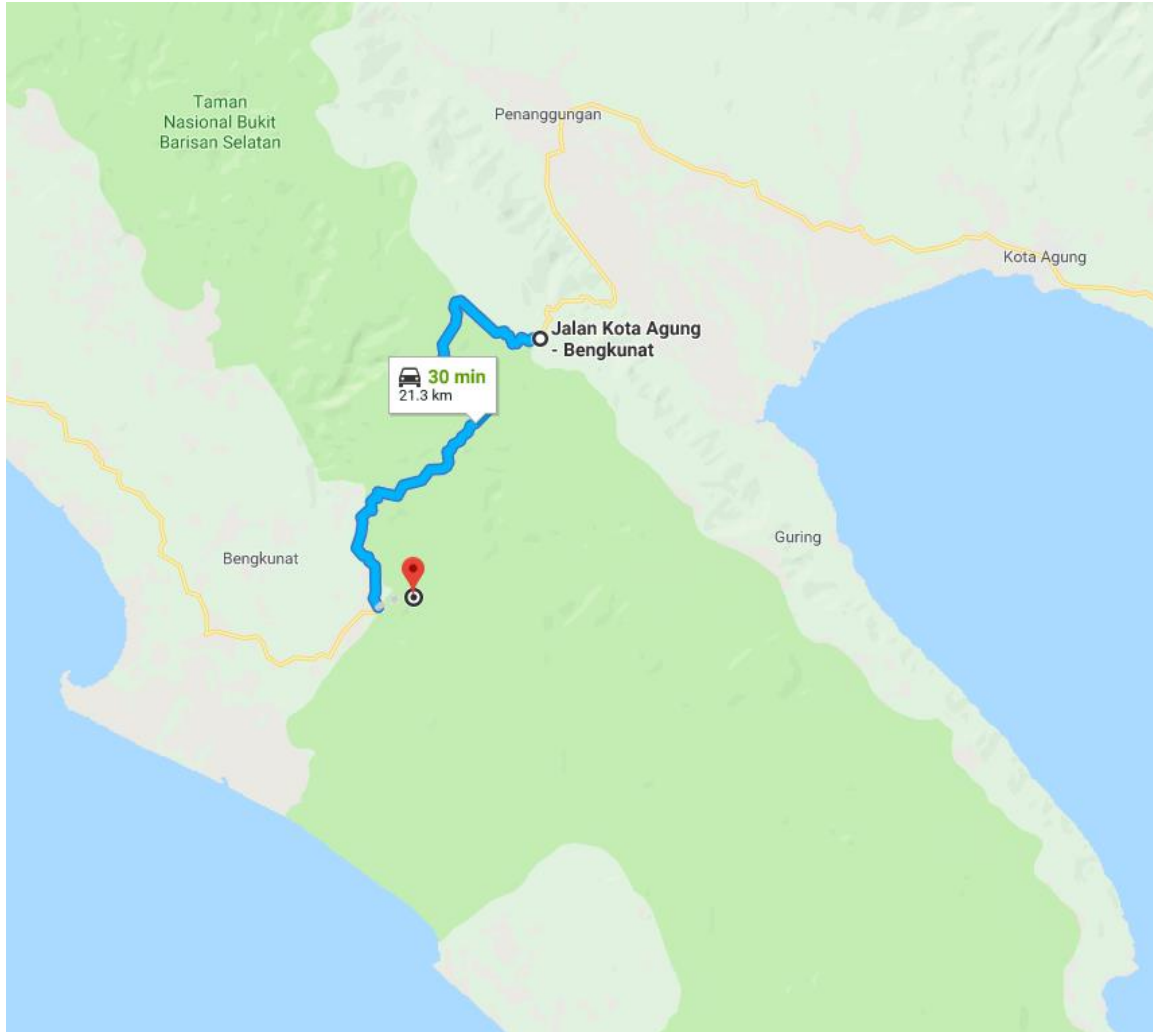 Taman
Nasional Bukit
Barisan Selatan
Penanggungan
Kota Agung
Jalan Kota Agung
- Bengkunat
30 min
21.3 km
Guring
Bengkunat